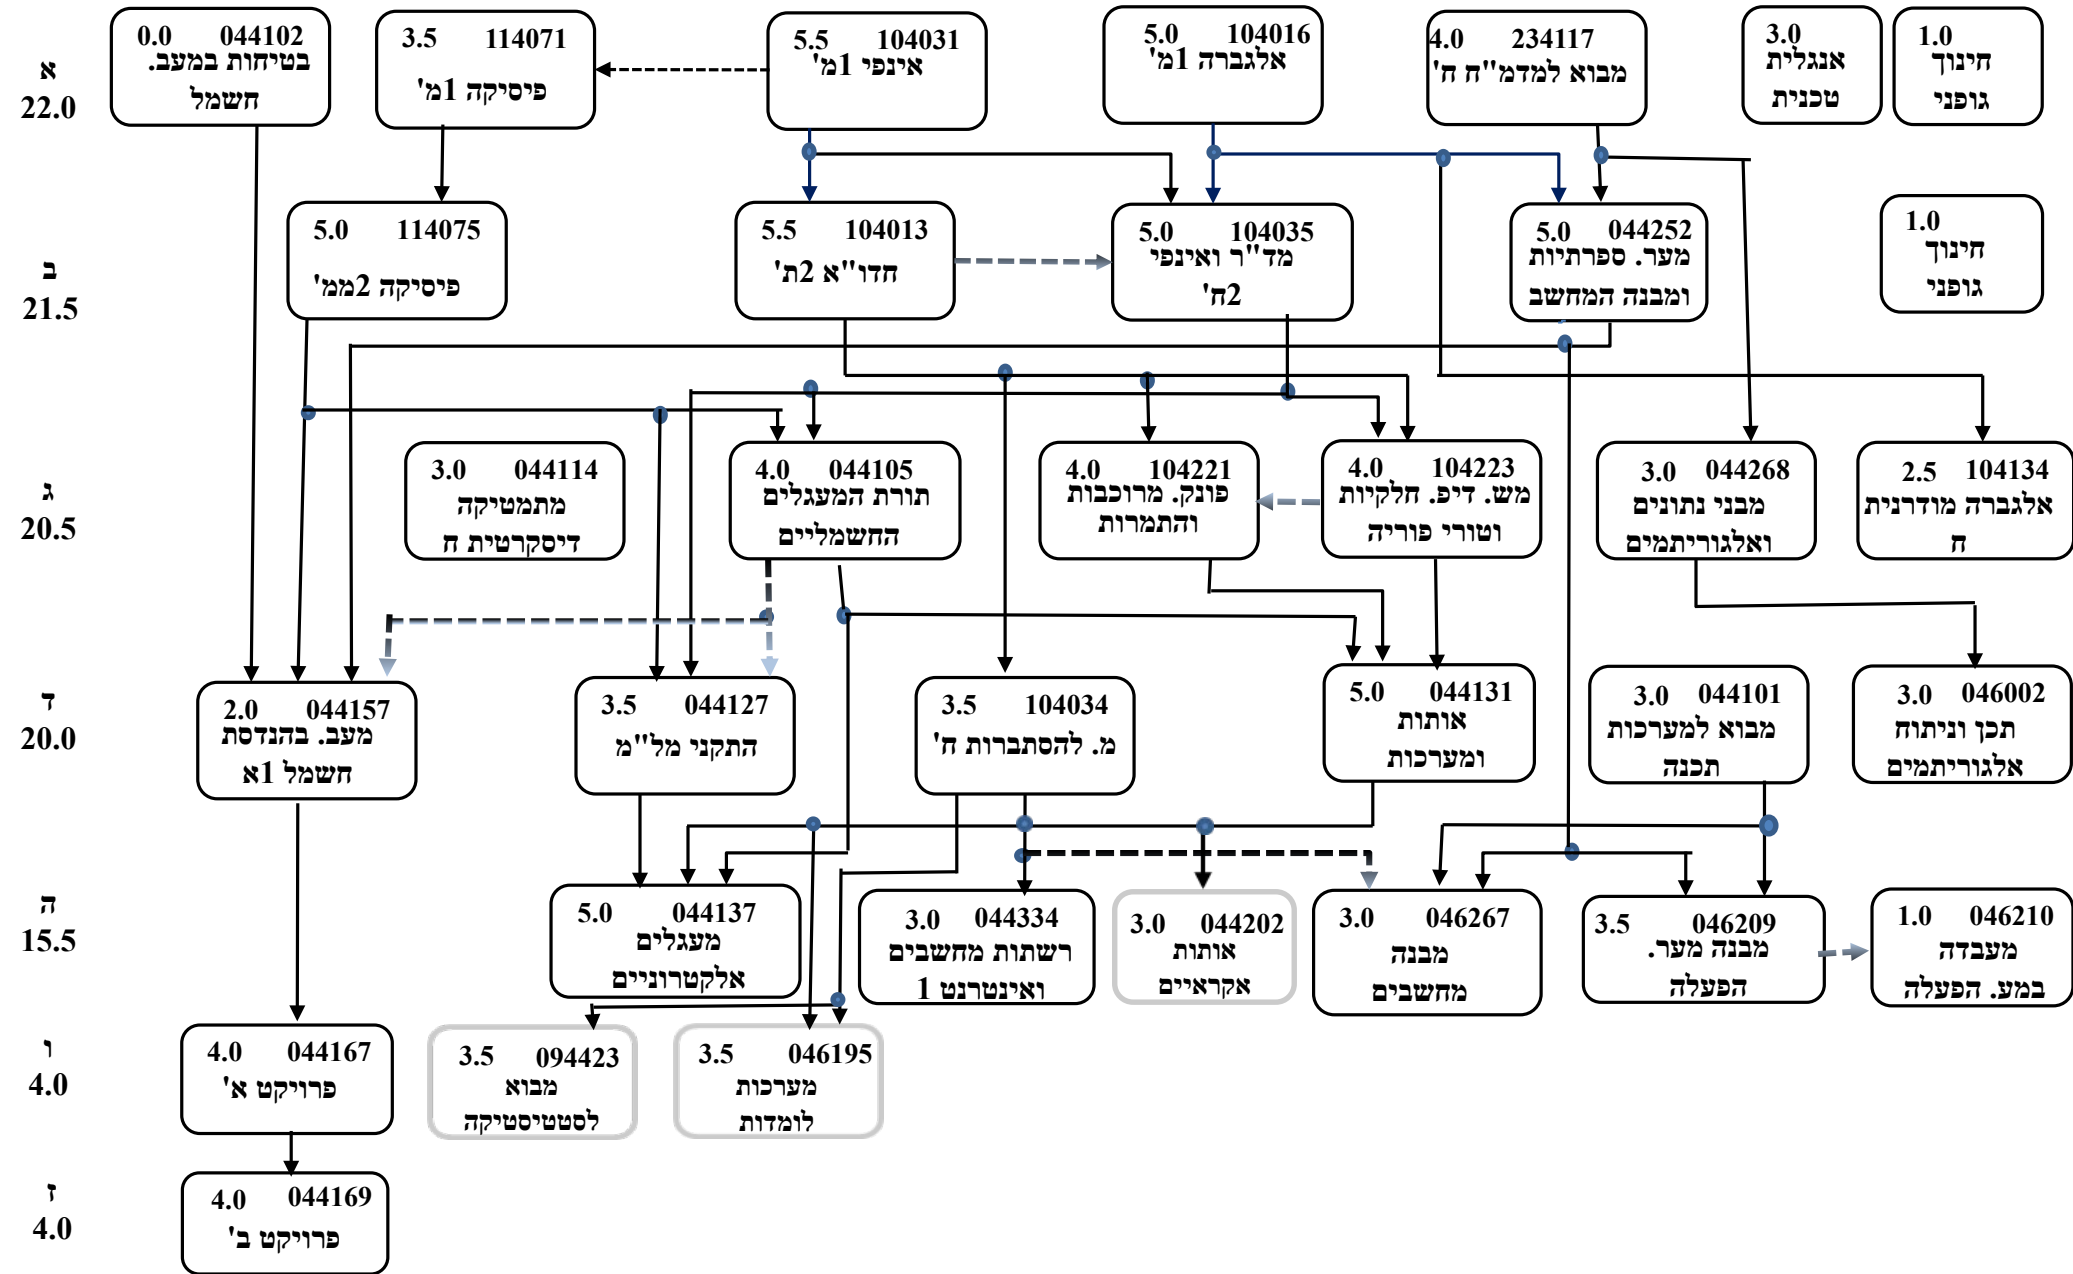 א
22.0
0.0 044102
בטיחות במעב.
חשמל
3.5 114071
פיסיקה 1מ'
5.5 104031
אינפי 1מ'
5.0 104016
אלגברה 1מ'
4.0 234117
מבוא למדמ"ח ח'
3.0
אנגלית
טכנית
1.0
חינוך
גופני
ב
21.5
5.0 114075
פיסיקה 2ממ'
5.5 104013
חדו"א 2ת'
5.0 104035
מד"ר ואינפי
2ח'
5.0 044252
מער. ספרתיות
ומבנה המחשב
1.0
חינוך
גופני
ג
20.5
3.0 044114
מתמטיקה
דיסקרטית ח
4.0 044105
תורת המעגלים
החשמליים
4.0 104221
פונק. מרוכבות
והתמרות
4.0 104223
מש. דיפ. חלקיות
וטורי פוריה
3.0 044268
מבני נתונים
ואלגוריתמים
2.5 104134
אלגברה מודרנית
ח
ד
20.0
2.0 044157
מעב. בהנדסת
חשמל 1א
3.5 044127
התקני מל"מ
3.5 104034
מ. להסתברות ח'
5.0 044131
אותות
ומערכות
3.0 044101
מבוא למערכות
תכנה
3.0 046002
תכן וניתוח
אלגוריתמים
ה
15.5
5.0 044137
מעגלים
אלקטרוניים
3.0 044334
רשתות מחשבים
ואינטרנט 1
3.0 044202
אותות
אקראיים
3.0 046267
מבנה
מחשבים
3.5 046209
מבנה מער.
הפעלה
1.0 046210
מעבדה
במע. הפעלה
ו
4.0
4.0 044167
פרויקט א'
3.5 094423
מבוא
לסטטיסטיקה
3.5 046195
מערכות
לומדות
ז
4.0
4.0 044169
פרויקט ב'